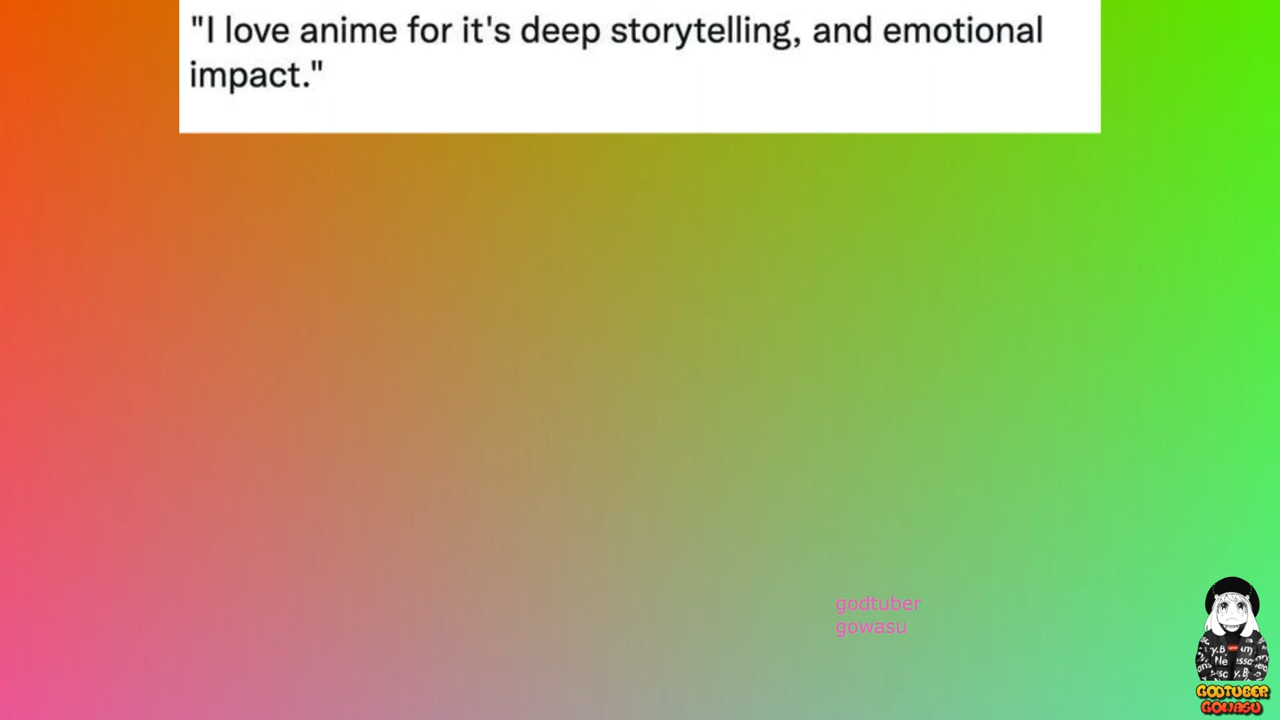 "I love anime for it's deep storytelling, and emotional
impact."
godtuber
gowasu
GODTUBER
GOWASU